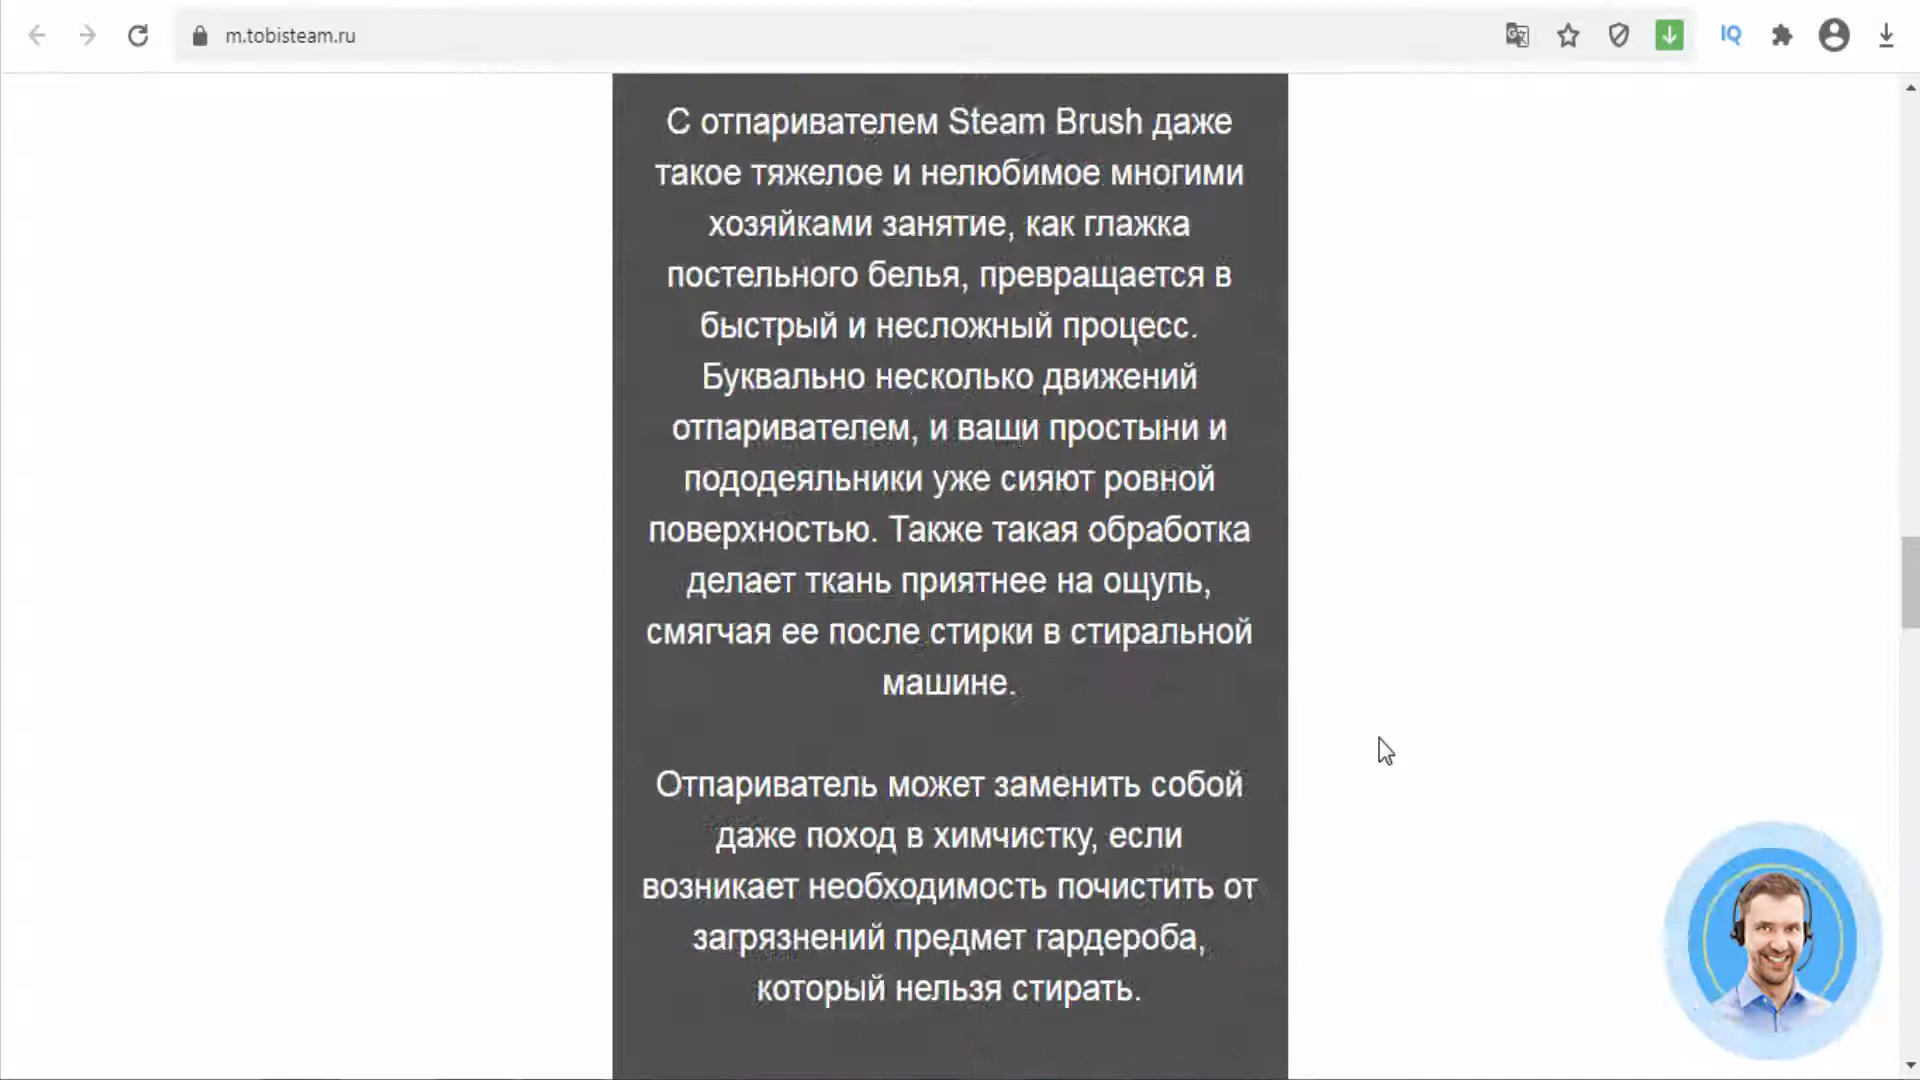 m.tobisteam.ru
IQ
С отпаривателем Steam Brush даже
такое тяжелое и нелюбимое многими
хозяйками занятие, как глажка
постельного белья, превращается в
быстрый и несложный процесс.
Буквально несколько движений
отпаривателем, и ваши простыни и
пододеяльники уже сияют ровной
поверхностью. Также такая обработка
делает ткань приятнее на ощупь,
смягчая ее после стирки в стиральной
машине.
Отпариватель может заменить собой
даже поход в химчистку, если
возникает необходимость почистить от
загрязнений предмет гардероба,
который нельзя стирать.